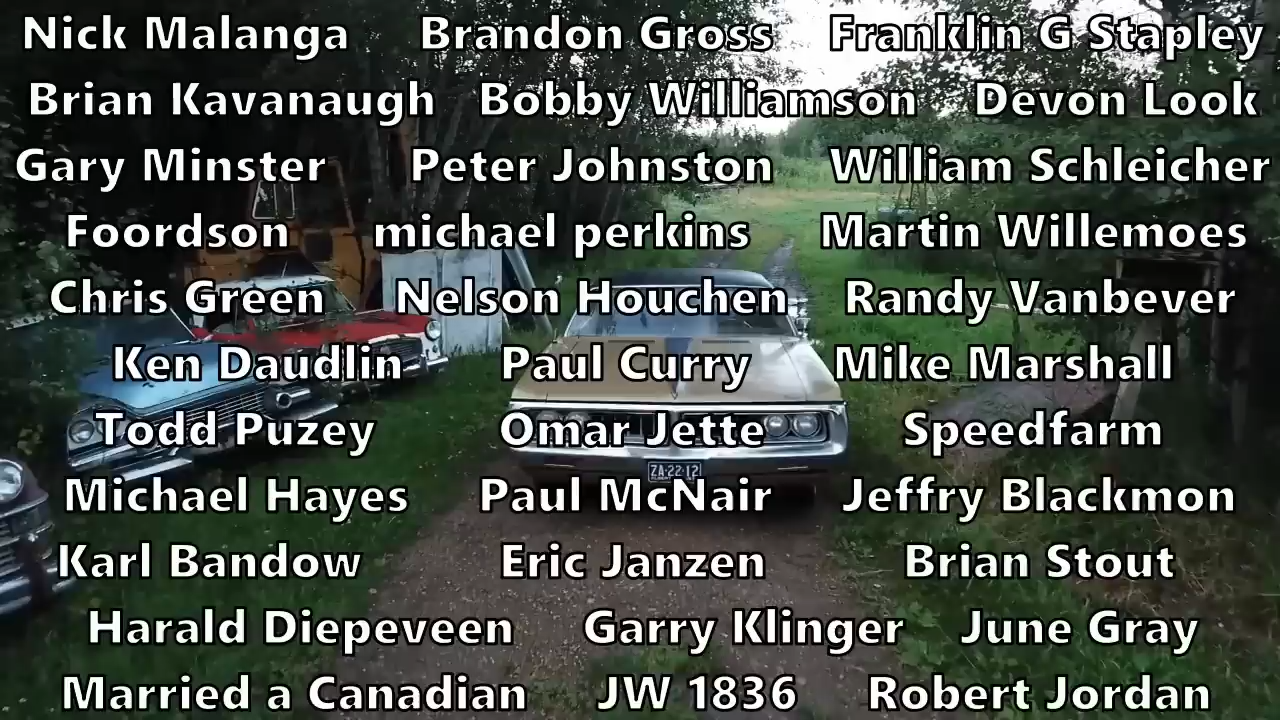 Nick Malanga Brandon Gross Franklin G Stapley
Brian Kavanaugh Bobby Williamson Devon Look
Gary Minster Peter Johnston William Schleicher
Foordson michael perkins Martin Willemoes
Chris Green Nelson Houchen Randy Vanbever
Ken Daudlin Paul Curry Mike Marshall
Todd Puzey Omar Jette Speedfarm
ZA-22-12
Michael Hayes Paul McNair Jeffry Blackmon
Karl Bandow Eric Janzen Brian Stout
Harald Diepeveen Garry Klinger June Gray
Married a Canadian JW 1836 Robert Jordan